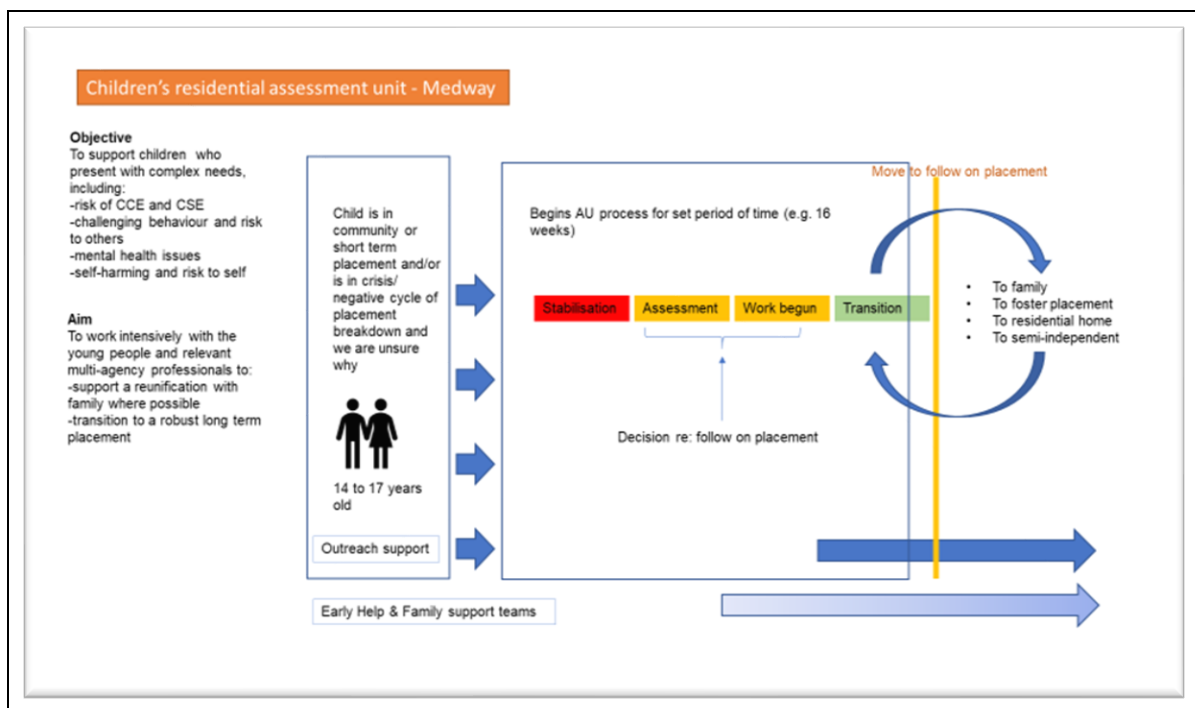 Children's residential assessment unit - Medway
Objective
To support children who
present with complex needs,
including:
-risk of CCE and CSE
-challenging behaviour and risk
to others
-mental health issues
-self-harming and risk to self
Aim
To work intensively with the
young people and relevant
multi-agency professionals to:
-support a reunification with
family where possible
-transition to a robust long term
placement
Child is in
community or
short term
placement and/or
is in crisis/
negative cycle of
placement
breakdown and
we are unsure
why
14 to 17 years
old
Outreach support
Early Help & Family support teams
Begins AU process for set period of time (e.g. 16
weeks)
Stabilisation
Assessment
Work begun
Transition
Decision re: follow on placement
Move to follow on placement
• To family
• To foster placement
• To residential home
• To semi-independent